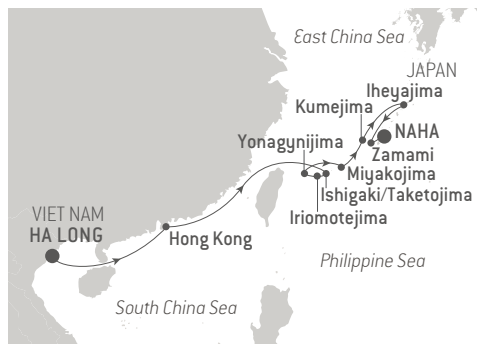 East China Sea
JAPAN
Iheyajima
Kumejima
NAHA
Yonagynijima
Zamami
Miyakojima
Ishigaki/Taketojima
Iriomotejima
VIET NAM
HA LONG
Hong Kong
Philippine Sea
South China Sea